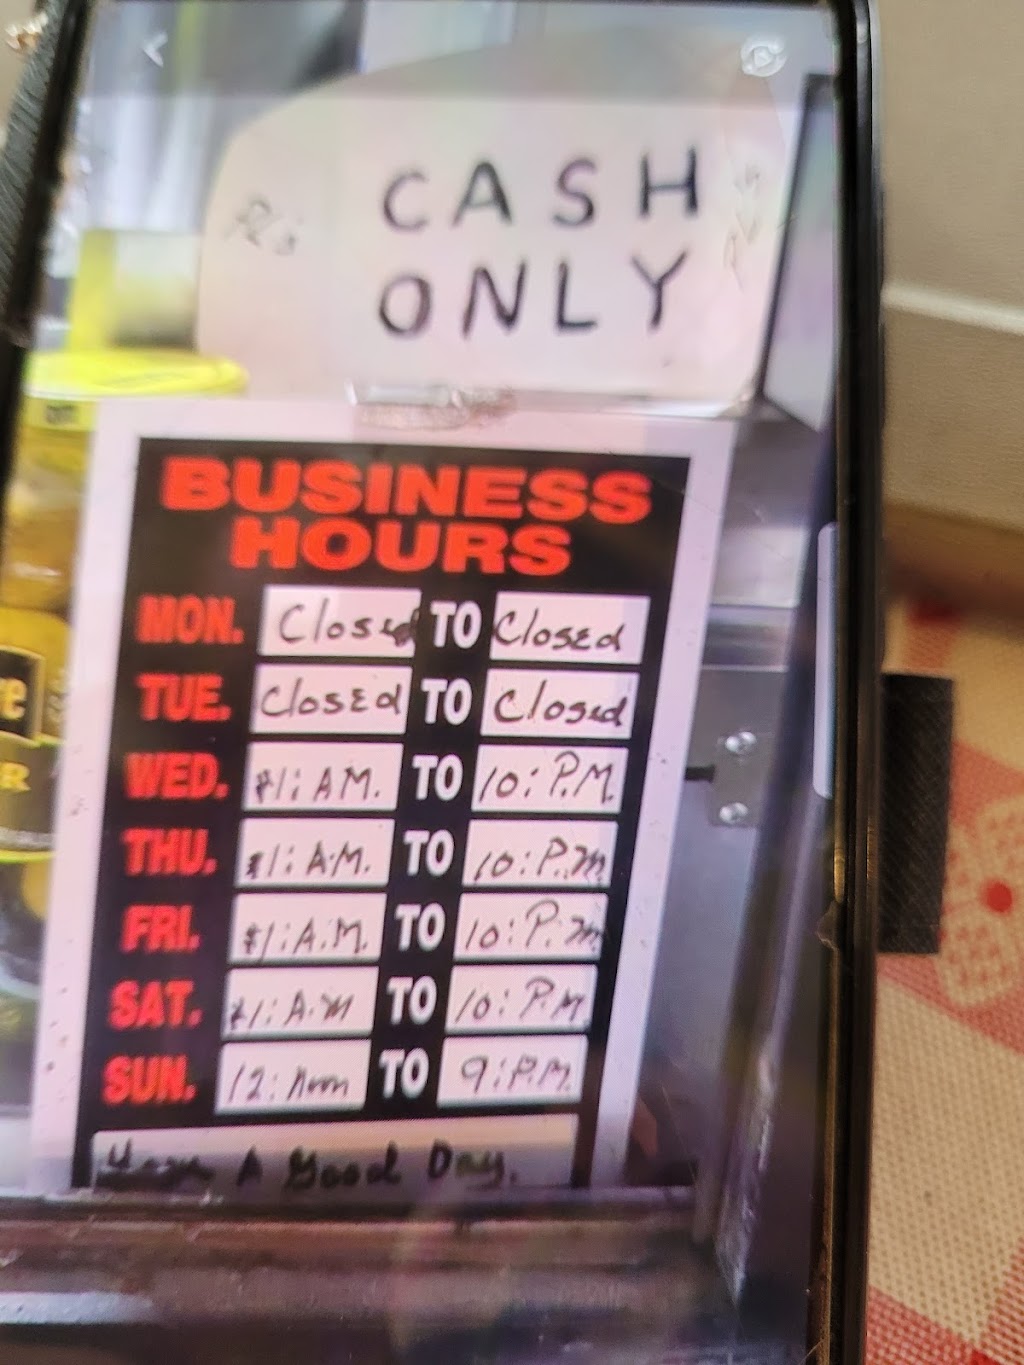 CASH
ONLY
BUSINESS
HOURS
MON. Closed TO Closed
TUE. Closed TO Closed
WED. 11: AM. TO 10: P.M.
THU. 11: A.M. TO 10: P.M.
FRI. 11: A.M. TO 10: P.M.
SAT. 11: A.M TO 10: P.M.
SUN. 12: Noon TO 9: P.M.
Have A Good Day.